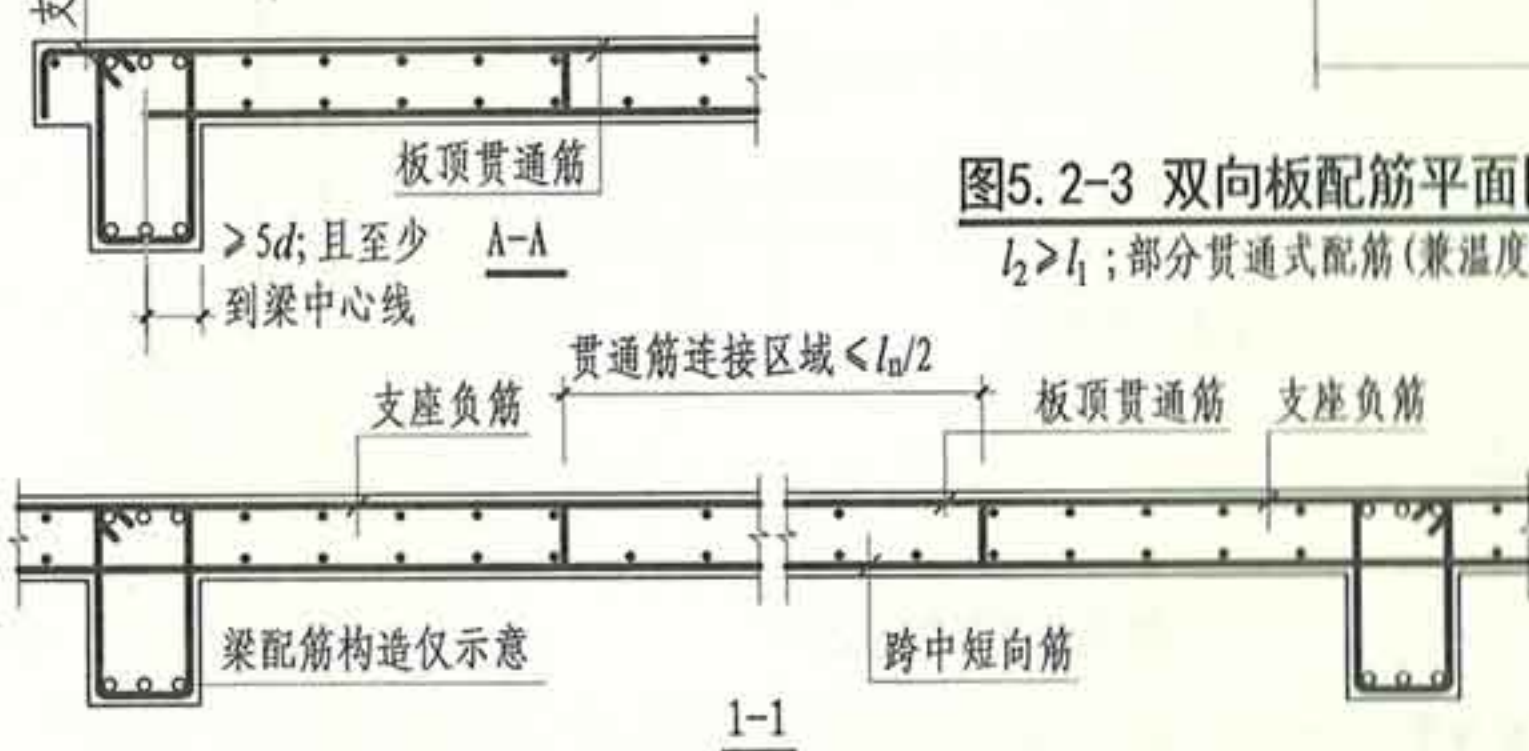 支
板顶贯通筋
≥5d; 且至少
到梁中心线
A-A
图5.2-3 双向板配筋平面
l₂≥l₁；部分贯通式配筋(兼温度
贯通筋连接区域≤lₙ/2
支座负筋
板顶贯通筋
支座负筋
梁配筋构造仅示意
跨中短向筋
1-1